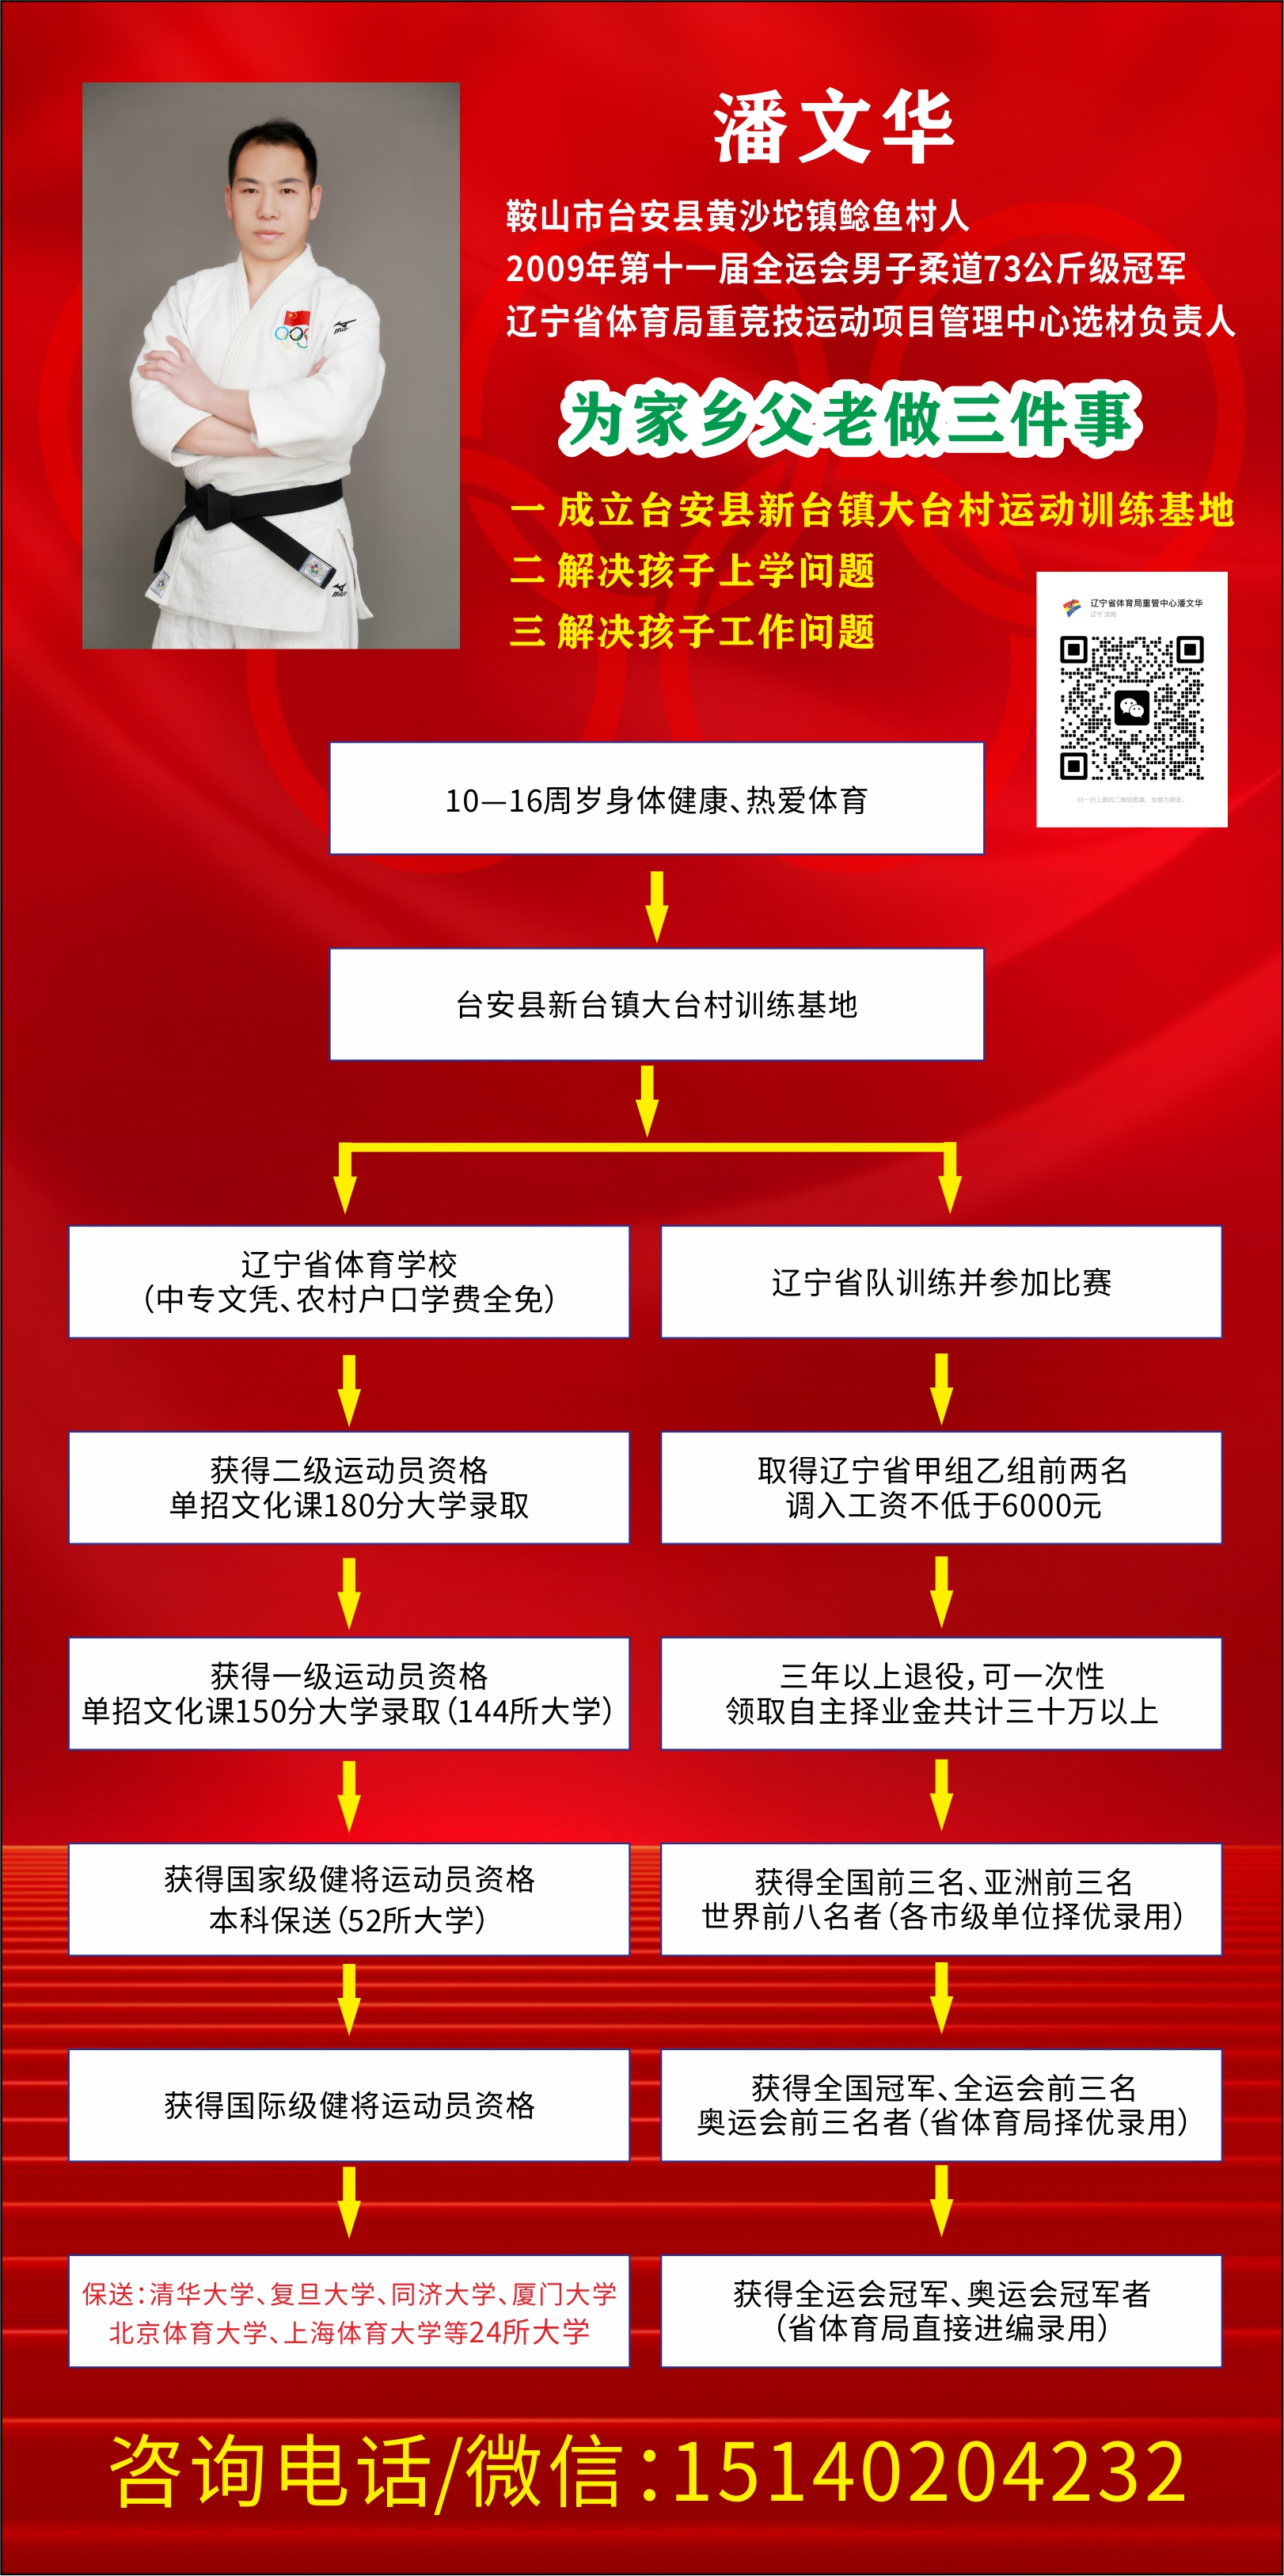 潘文华
鞍山市台安县黄沙坨镇鲶鱼村人
2009年第十一届全运会男子柔道73公斤级冠军
辽宁省体育局重竞技运动项目管理中心选材负责人
为家乡父老做三件事
一 成立台安县新台镇大台村运动训练基地
二 解决孩子上学问题
三 解决孩子工作问题
辽宁省体育局重管中心潘文华
辽宁 沈阳
扫一扫上面的二维码图案，加我为朋友。
10—16周岁身体健康、热爱体育
台安县新台镇大台村训练基地
辽宁省体育学校
（中专文凭、农村户口学费全免）
获得二级运动员资格
单招文化课180分大学录取
获得一级运动员资格
单招文化课150分大学录取（144所大学）
获得国家级健将运动员资格
本科保送（52所大学）
获得国际级健将运动员资格
保送：清华大学、复旦大学、同济大学、厦门大学
北京体育大学、上海体育大学等24所大学
辽宁省队训练并参加比赛
取得辽宁省甲组乙组前两名
调入工资不低于6000元
三年以上退役，可一次性
领取自主择业金共计三十万以上
获得全国前三名、亚洲前三名
世界前八名者（各市级单位择优录用）
获得全国冠军、全运会前三名
奥运会前三名者（省体育局择优录用）
获得全运会冠军、奥运会冠军者
（省体育局直接进编录用）
咨询电话/微信：15140204232